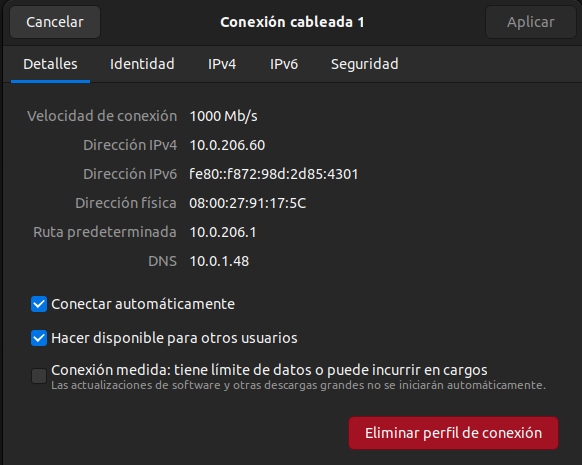 Cancelar
Conexión cableada 1
Aplicar
Detalles
Identidad
IPv4
IPv6
Seguridad
Velocidad de conexión 1000 Mb/s
Dirección IPv4 10.0.206.60
Dirección IPv6 fe80::f872:98d:2d85:4301
Dirección física 08:00:27:91:17:5C
Ruta predeterminada 10.0.206.1
DNS 10.0.1.48
Conectar automáticamente
Hacer disponible para otros usuarios
Conexión medida: tiene límite de datos o puede incurrir en cargos
Las actualizaciones de software y otras descargas grandes no se iniciarán automáticamente.
Eliminar perfil de conexión